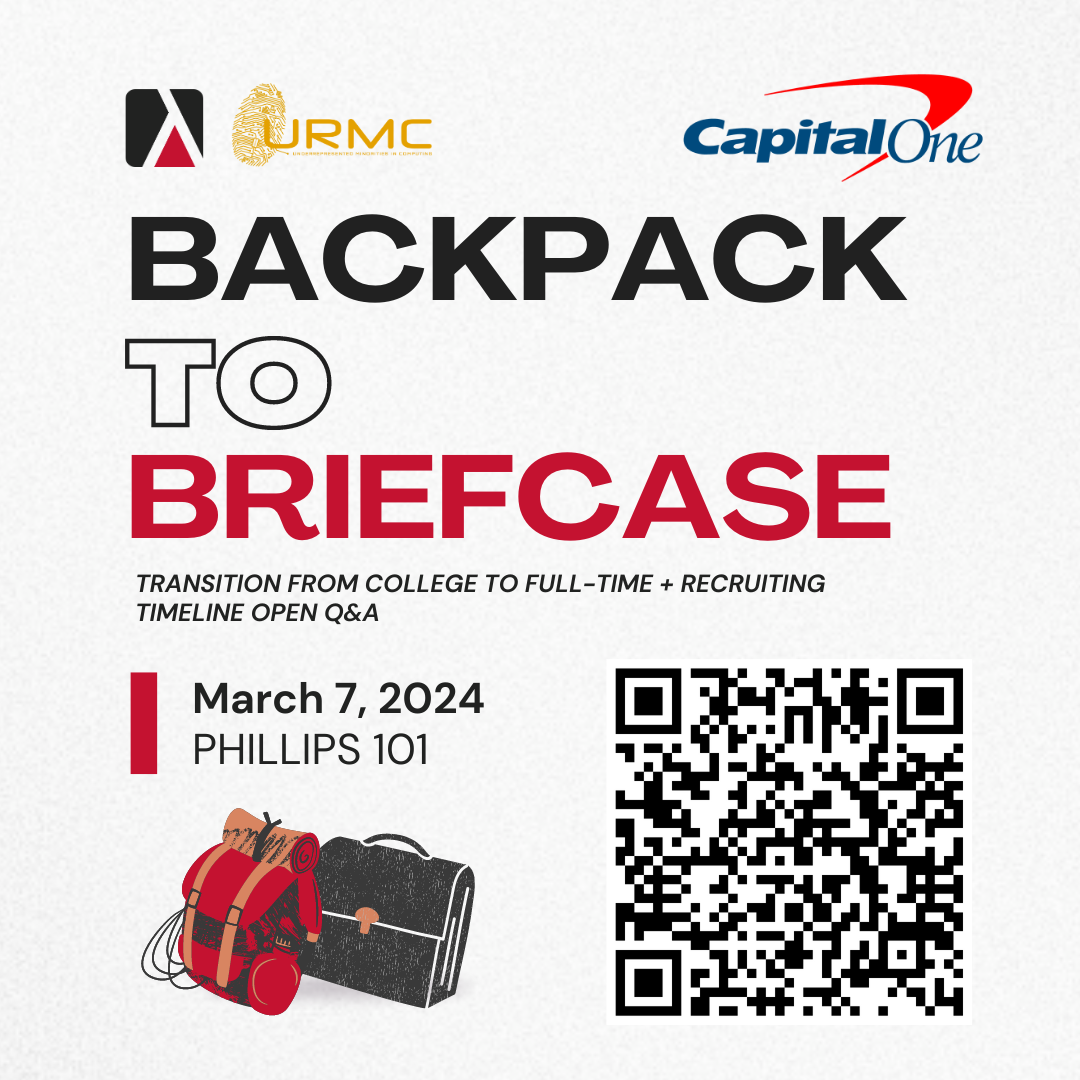 URMC
UNDERREPRESENTED MINORITIES IN COMPUTING
Capital One
BACKPACK
TO
BRIEFCASE
TRANSITION FROM COLLEGE TO FULL-TIME + RECRUITING
TIMELINE OPEN Q&A
March 7, 2024
PHILLIPS 101